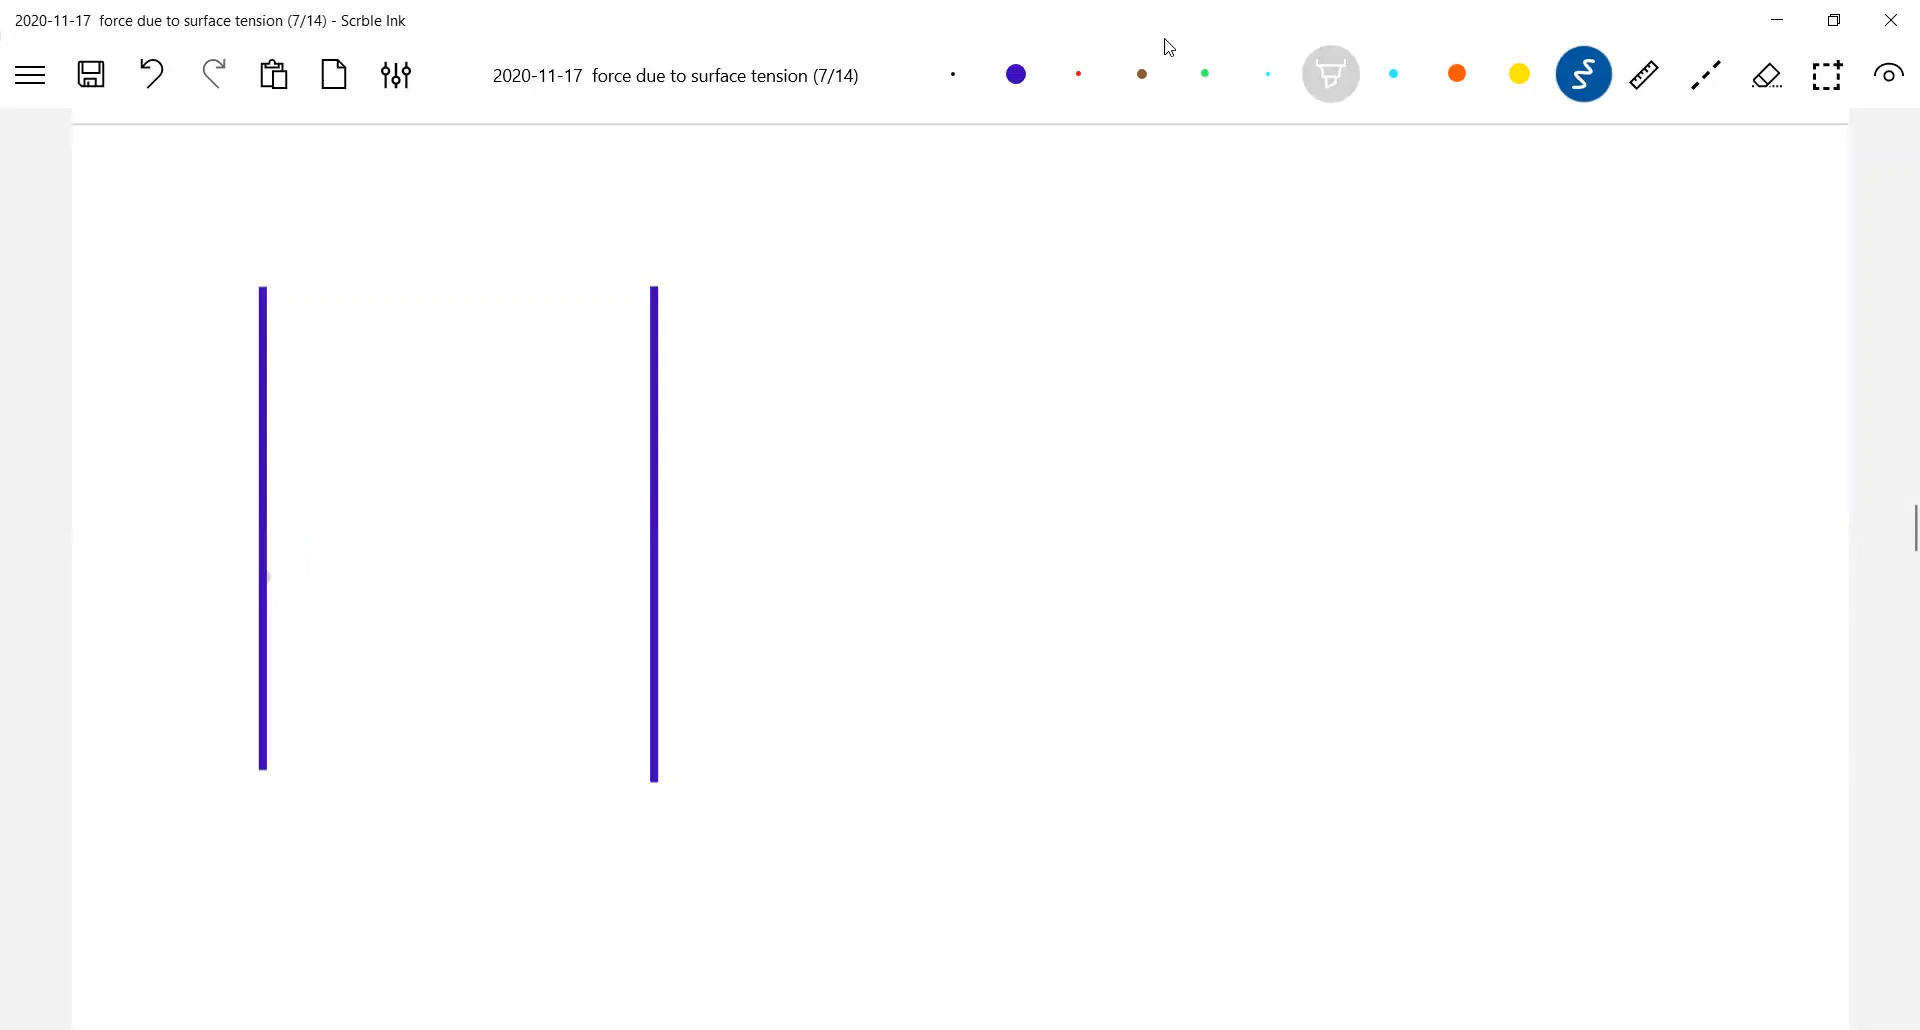 2020-11-17 force due to surface tension (7/14) - Scrble Ink
2020-11-17 force due to surface tension (7/14)